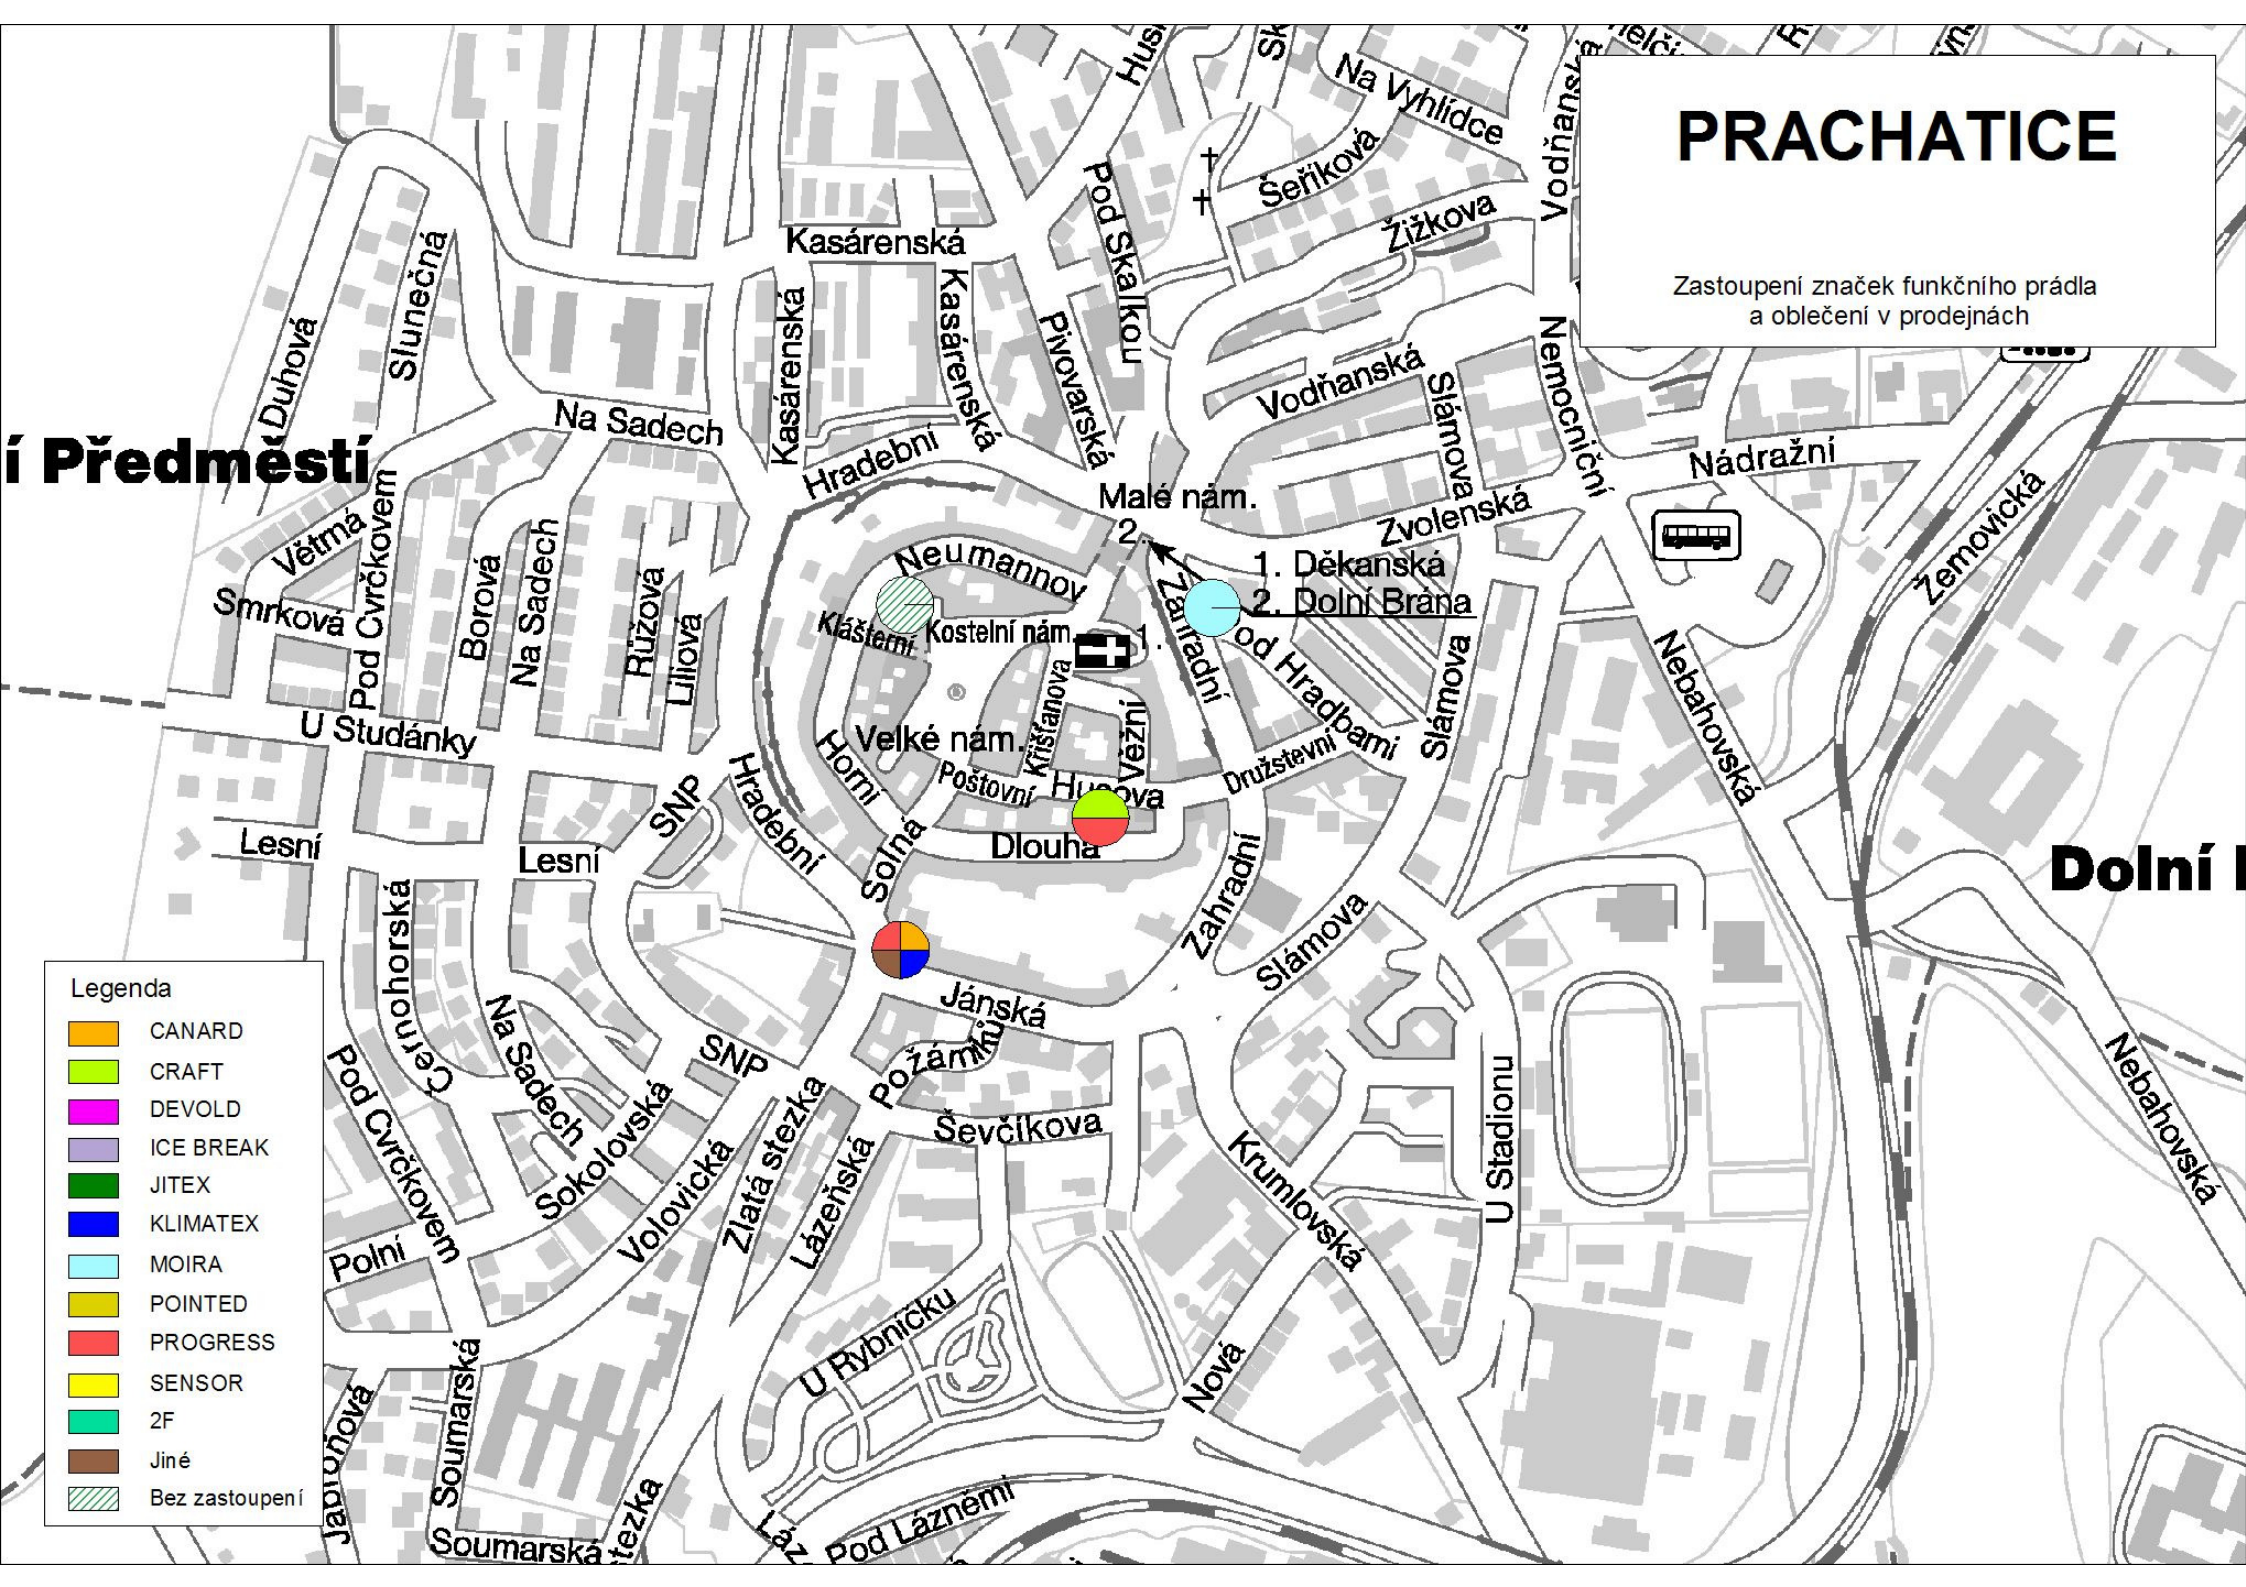 PRACHATICE
Zastoupení značek funkčního prádla
a oblečení v prodejnách
Na Vyhlídce
Šeříková
Žižkova
Vodňanská
Pod Skalkou
Kasárenská
Kasárenská
Kasárenská
Pivovarská
Slunečná
Duhová
Na Sadech
Hradební
Vodňanská
Slámova
Nemocniční
Nádražní
í Předměstí
Malé nám.
2.
Zvolenská
Žernovická
Větrná
Smrková
Pod Cvrčkovem
Borová
Na Sadech
Růžová
Liliová
Neumannov
Klášterní
Kostelní nám.
1.
1. Děkanská
2. Dolní Brána
Zahradní
od Hradbami
Slámova
Nebahovská
U Studánky
Velké nám.
Křišťanova
Věžní
Horní
Poštovní
Husova
Družstevní
SNP
Hradební
Solná
Dlouhá
Lesní
Lesní
Zahradní
Slámova
Dolní
Černohorská
Na Sadech
Pod Cvrčkovem
SNP
Jánská
Požárníků
Ševčíkova
Sokolovská
Volovická
Zlatá stezka
Lázeňská
Krumlovská
U Stadionu
Nebahovská
Polní
U Rybníčku
Nová
Soumarská
Jabloňová
Soumarská
Pod Lázněmi
Legenda
CANARD
CRAFT
DEVOLD
ICE BREAK
JITEX
KLIMATEX
MOIRA
POINTED
PROGRESS
SENSOR
2F
Jiné
Bez zastoupení